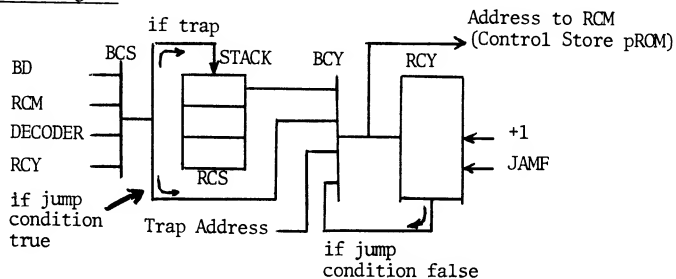 Address to RCM
(Control Store pROM)
if trap
BCS
STACK
BCY
RCY
BD
RCM
DECODER
RCY
+1
JAMF
RCS
if jump
condition
true
Trap Address
if jump
condition false